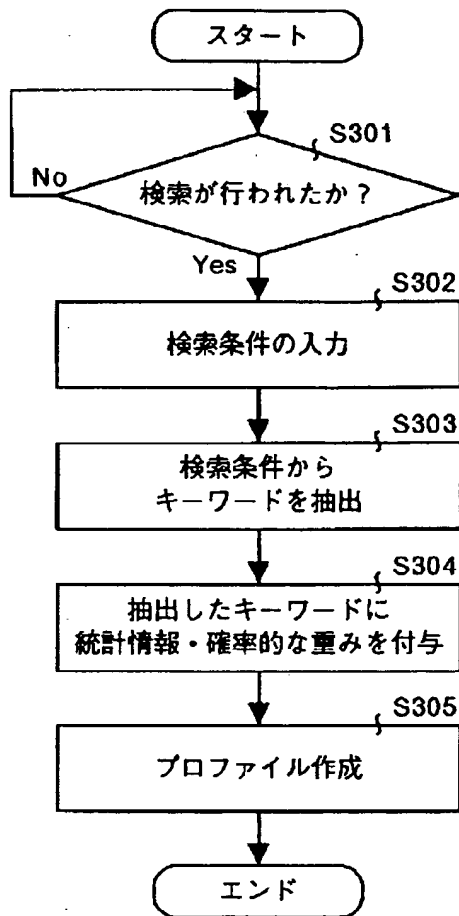 スタート
S301
No
検索が行われたか？
Yes
S302
検索条件の入力
S303
検索条件から
キーワードを抽出
S304
抽出したキーワードに
統計情報・確率的な重みを付与
S305
プロファイル作成
エンド